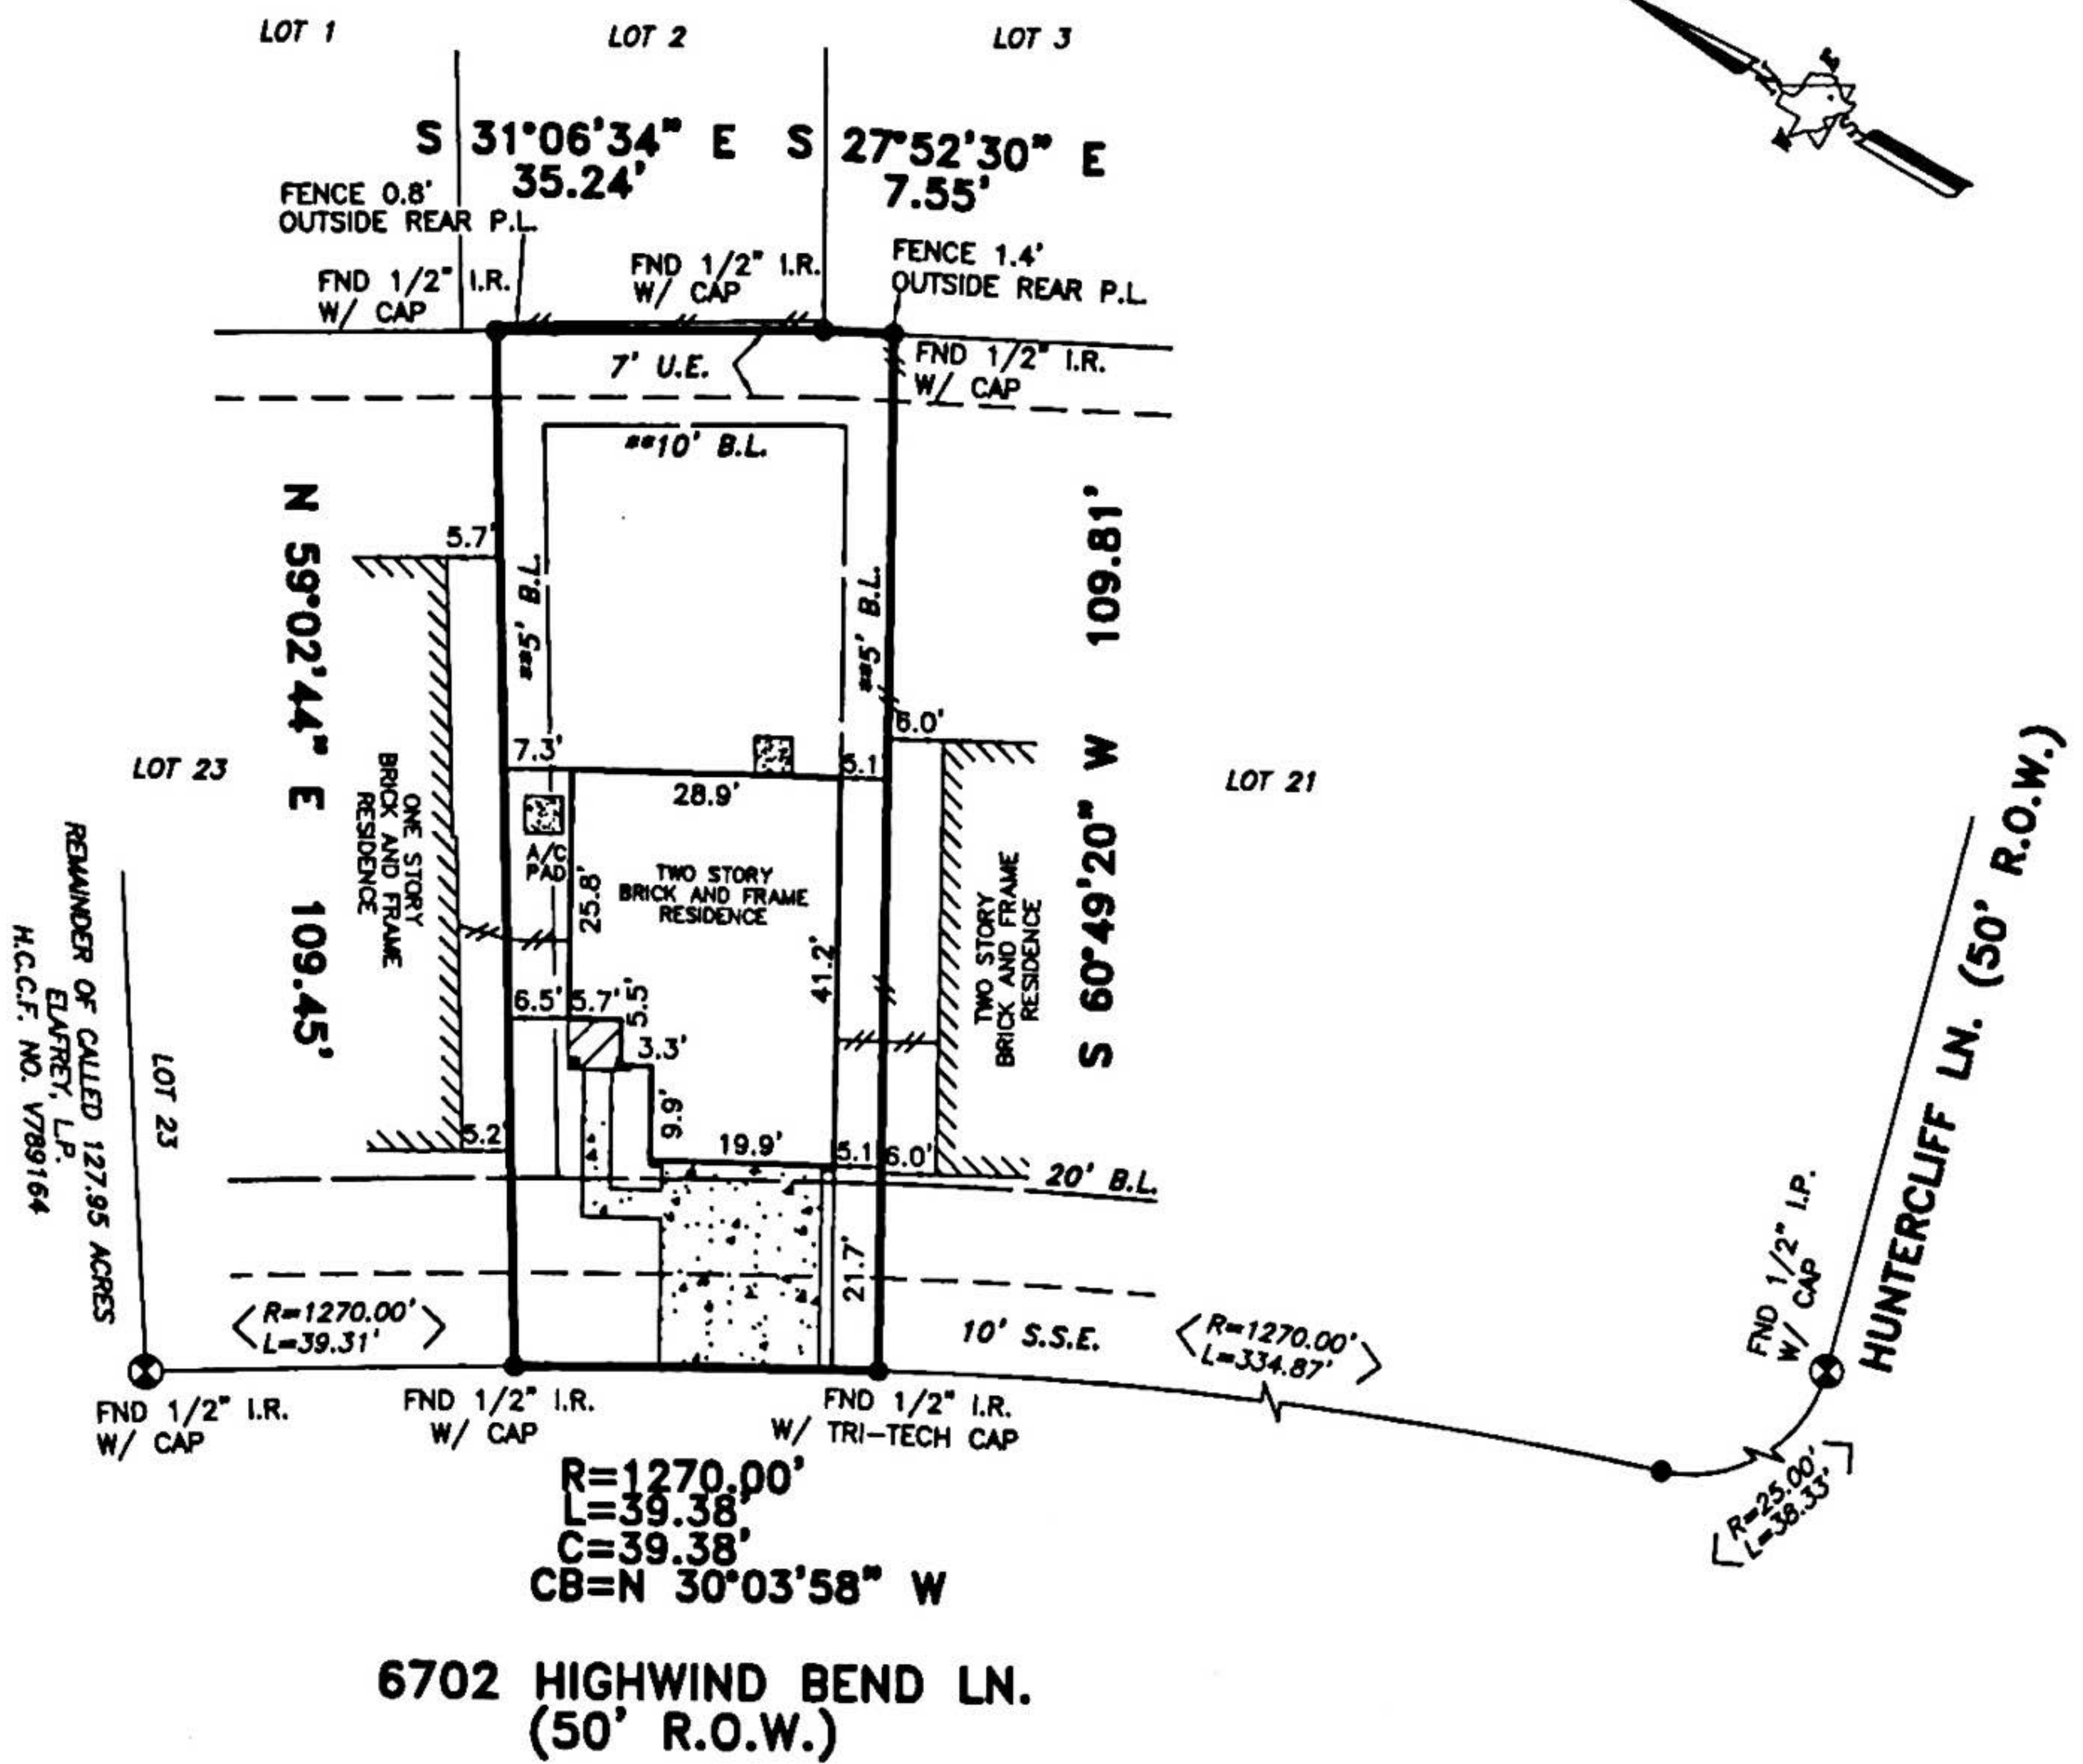 LOT 1
LOT 2
LOT 3
S 31°06'34" E
35.24'
S 27°52'30" E
7.55'
FENCE 0.8'
OUTSIDE REAR P.L.
FENCE 1.4'
OUTSIDE REAR P.L.
FND 1/2" I.R.
W/ CAP
FND 1/2" I.R.
W/ CAP
FND 1/2" I.R.
W/ CAP
7' U.E.
**10' B.L.
N 59°02'44" E 109.45'
S 60°49'20" W 109.81'
5.7'
**5' B.L.
**5' B.L.
6.0'
7.3'
5.1
28.9'
LOT 23
LOT 21
ONE STORY
BRICK AND FRAME
RESIDENCE
A/C
PAD
25.8'
TWO STORY
BRICK AND FRAME
RESIDENCE
41.2'
TWO STORY
BRICK AND FRAME
RESIDENCE
6.5'
5.7'
5.5'
3.3'
9.9'
5.2'
19.9'
5.1
6.0'
20' B.L.
21.7'
REMAINDER OF CALLED 127.95 ACRES
ELAFREY, L.P.
H.C.C.F. NO. V789164
LOT 23
R=1270.00'
L=39.31'
10' S.S.E.
R=1270.00'
L=334.87'
FND 1/2" I.P.
W/ CAP
HUNTERCLIFF LN. (50' R.O.W.)
R=25.00'
L=38.33'
FND 1/2" I.R.
W/ CAP
FND 1/2" I.R.
W/ CAP
FND 1/2" I.R.
W/ TRI-TECH CAP
R=1270.00'
L=39.38'
C=39.38'
CB=N 30°03'58" W
6702 HIGHWIND BEND LN.
(50' R.O.W.)